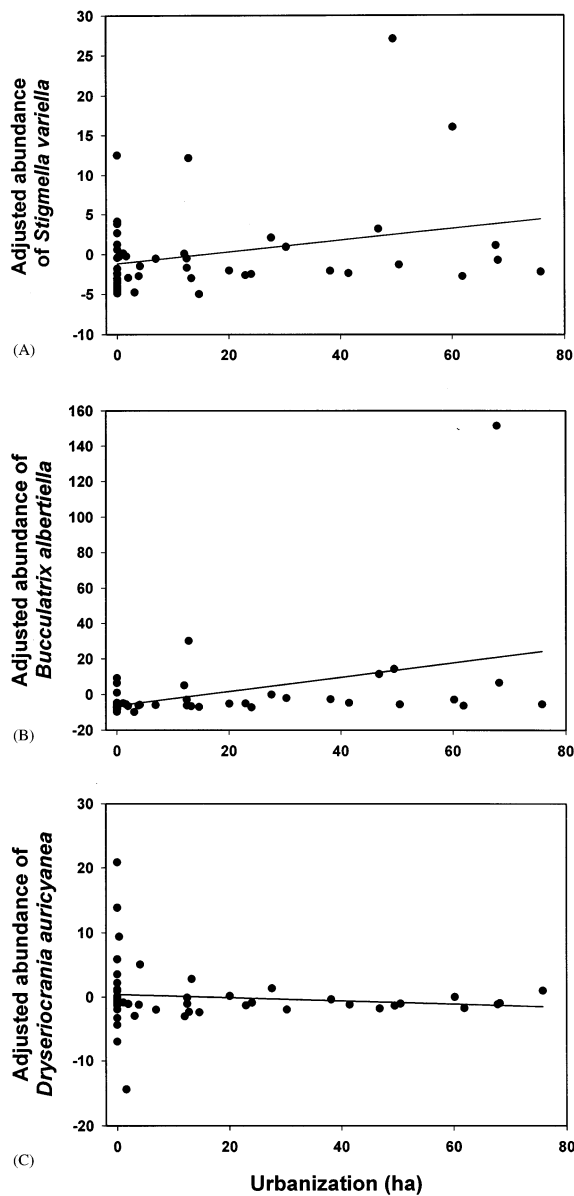 Adjusted abundance
of Stigmella variella
30
25
20
15
10
5
0
-5
-10
0 20 40 60 80
(A)
Adjusted abundance of
Bucculatrix albertiella
160
140
120
100
80
60
40
20
0
-20
0 20 40 60 80
(B)
Adjusted abundance of
Dryseriocrania auricyanea
30
20
10
0
-10
-20
0 20 40 60 80
(C)
Urbanization (ha)